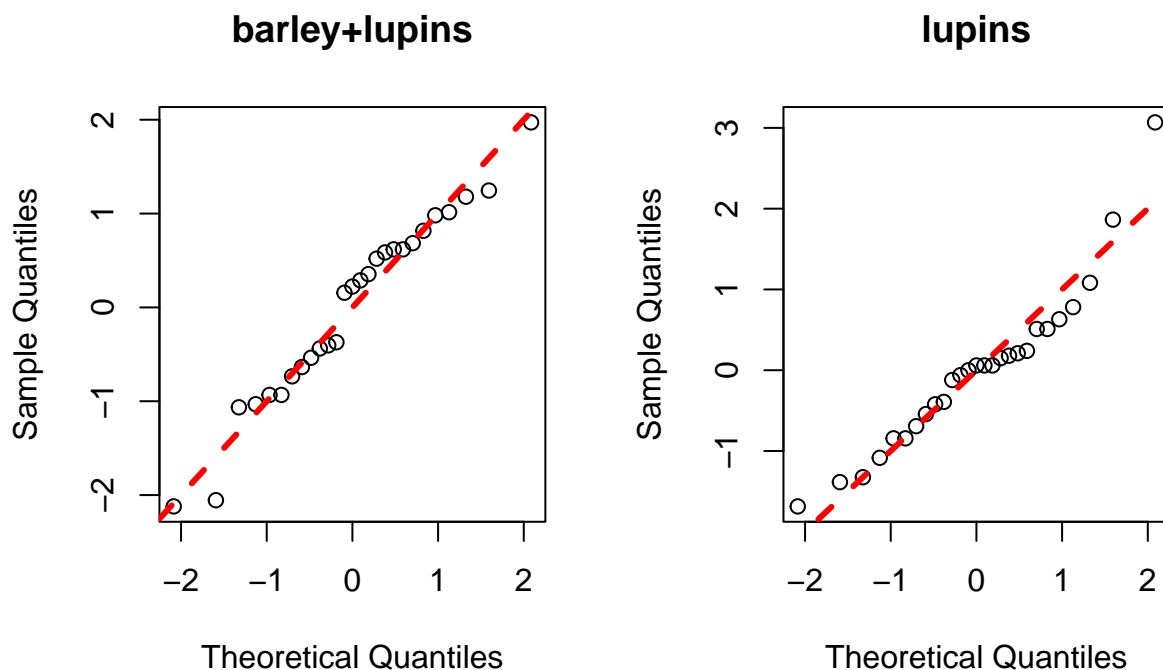 barley+lupins
Sample Quantiles
2
1
0
−1
−2
−2 −1 0 1 2
Theoretical Quantiles
lupins
Sample Quantiles
3
2
1
0
−1
−2 −1 0 1 2
Theoretical Quantiles